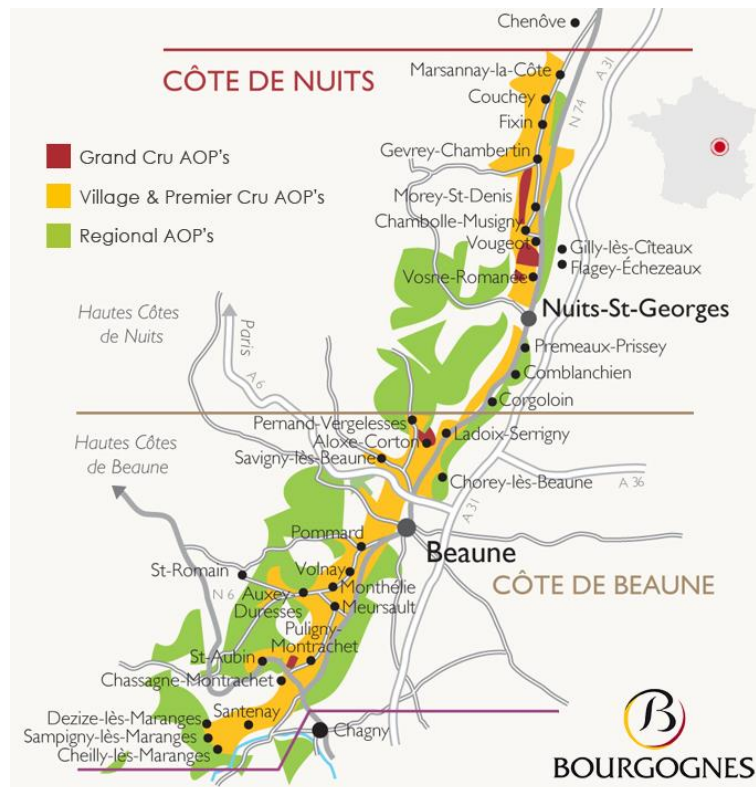 Chenôve
CÔTE DE NUITS
Marsannay-la-Côte
A 31
Couchey
N 74
Fixin
Grand Cru AOP's
Gevrey-Chambertin
Village & Premier Cru AOP's
Morey-St-Denis
Regional AOP's
Chambolle-Musigny
Vougeot
Gilly-lès-Cîteaux
Flagey-Échezeaux
Vosne-Romanée
Hautes Côtes
de Nuits
Nuits-St-Georges
Paris
A 6
Premeaux-Prissey
Comblanchien
Corgoloin
Pernand-Vergelesses
Hautes Côtes
de Beaune
Aloxe-Corton
Ladoix-Serrigny
Savigny-lès-Beaune
Chorey-lès-Beaune
A 36
A 31
Pommard
Beaune
St-Romain
Volnay
CÔTE DE BEAUNE
N 6
Auxey
Duresses
Monthélie
Meursault
Puligny-
Montrachet
St-Aubin
Chassagne-Montrachet
Dezize-lès-Maranges
Santenay
Sampigny-lès-Maranges
Chagny
Cheilly-lès-Maranges
B
BOURGOGNES